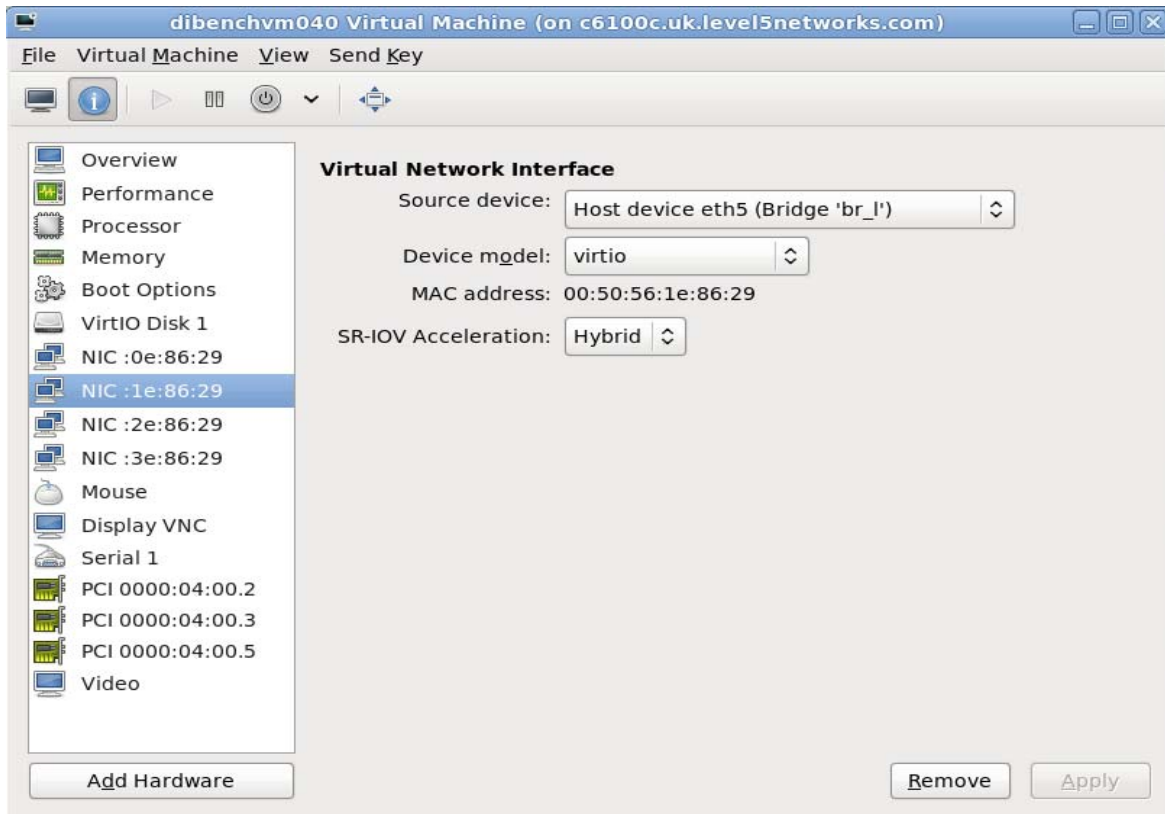 dibenchvm040 Virtual Machine (on c6100c.uk.level5networks.com)
File Virtual Machine View Send Key
Overview
Performance
Processor
Memory
Boot Options
VirtIO Disk 1
NIC :0e:86:29
NIC :1e:86:29
NIC :2e:86:29
NIC :3e:86:29
Mouse
Display VNC
Serial 1
PCI 0000:04:00.2
PCI 0000:04:00.3
PCI 0000:04:00.5
Video
Add Hardware
Virtual Network Interface
Source device: Host device eth5 (Bridge 'br_l')
Device model: virtio
MAC address: 00:50:56:1e:86:29
SR-IOV Acceleration: Hybrid
Remove Apply